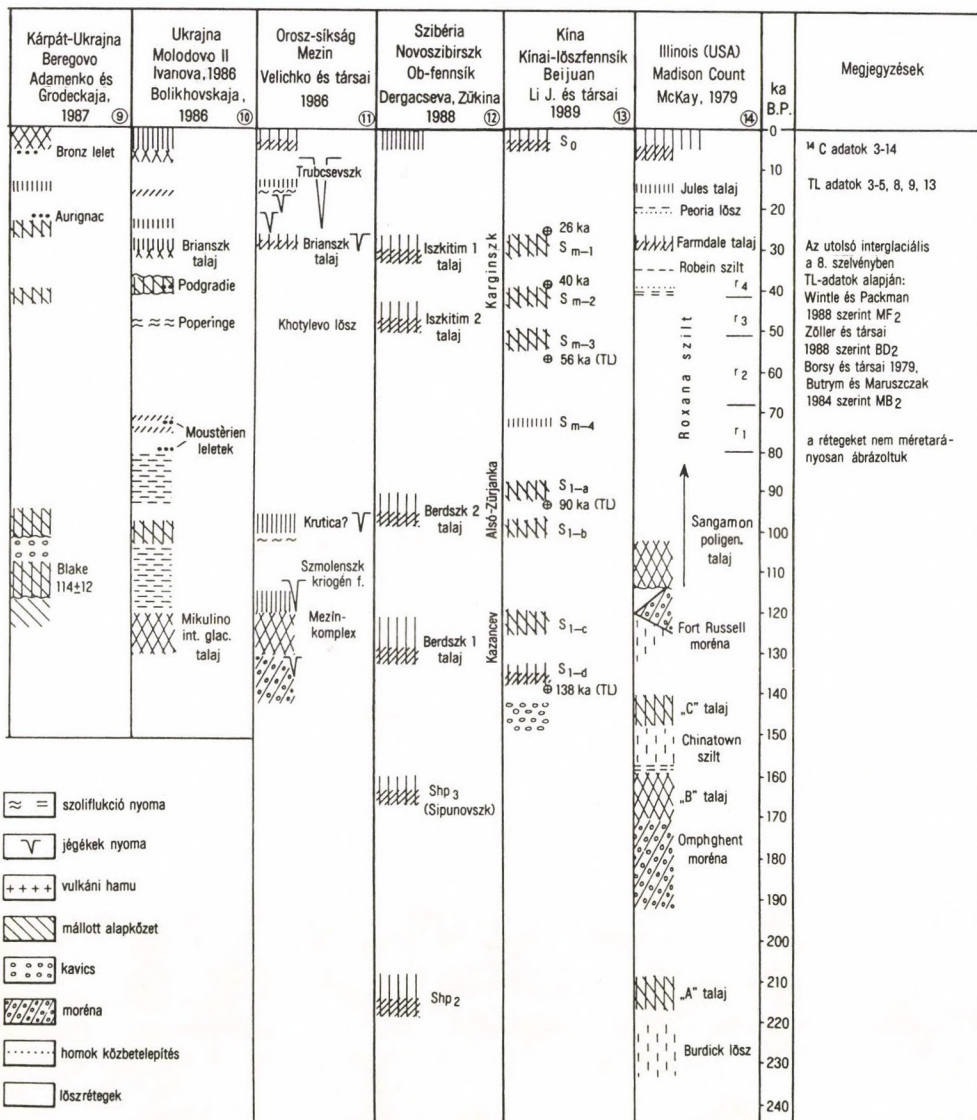 Kárpát-Ukrajna
Beregovo
Adamenko és
Grodeckaja,
1987 ⑨
Ukrajna
Molodovo II
Ivanova, 1986
Bolikhovskaja,
1986 ⑩
Orosz-síkság
Mezin
Velichko és társai
1986
⑪
Szibéria
Novoszibirszk
Ob-fennsík
Dergacseva, Zükina
1988 ⑫
Kína
Kínai-löszfennsík
Beijuan
Li J. és társai
1989 ⑬
Illinois (USA)
Madison Count
McKay, 1979
⑭
ka
B.P.
Megjegyzések
Bronz lelet
Aurignac
Blake
114±12
Brianszk
talaj
Podgradie
Poperinge
Moustèrien
leletek
Mikulino
int. glac.
talaj
Trubcsevszk
Brianszk
talaj
Khotylevo lösz
Krutica?
Szmolenszk
kriogén f.
Mezin-
komplex
Iszkitim 1
talaj
Iszkitim 2
talaj
Berdszk 2
talaj
Berdszk 1
talaj
Shp3
(Sipunovszk)
Shp2
Karginszk
Alsó-Zürjanka
Kazancev
S0
26 ka
Sm-1
40 ka
Sm-2
Sm-3
56 ka (TL)
Sm-4
S1-a
90 ka (TL)
S1-b
S1-c
S1-d
138 ka (TL)
Jules talaj
Peoria lösz
Farmdale talaj
Robein szilt
r4
r3
r2
r1
Roxana szilt
Sangamon
poligen.
talaj
Fort Russell
moréna
„C” talaj
Chinatown
szilt
„B” talaj
Omphghent
moréna
„A” talaj
Burdick lösz
0
10
20
30
40
50
60
70
80
90
100
110
120
130
140
150
160
170
180
190
200
210
220
230
240
14 C adatok 3-14
TL adatok 3-5, 8, 9, 13
Az utolsó interglaciális
a 8. szelvényben
TL-adatok alapján:
Wintle és Packman
1988 szerint MF2
Zöller és társai
1988 szerint BD2
Borsy és társai 1979,
Butrym és Maruszczak
1984 szerint MB2
a rétegeket nem méretará-
nyosan ábrázoltuk
szoliflukció nyoma
jégékek nyoma
vulkáni hamu
mállott alapkőzet
kavics
moréna
homok közbetelepítés
löszrétegek